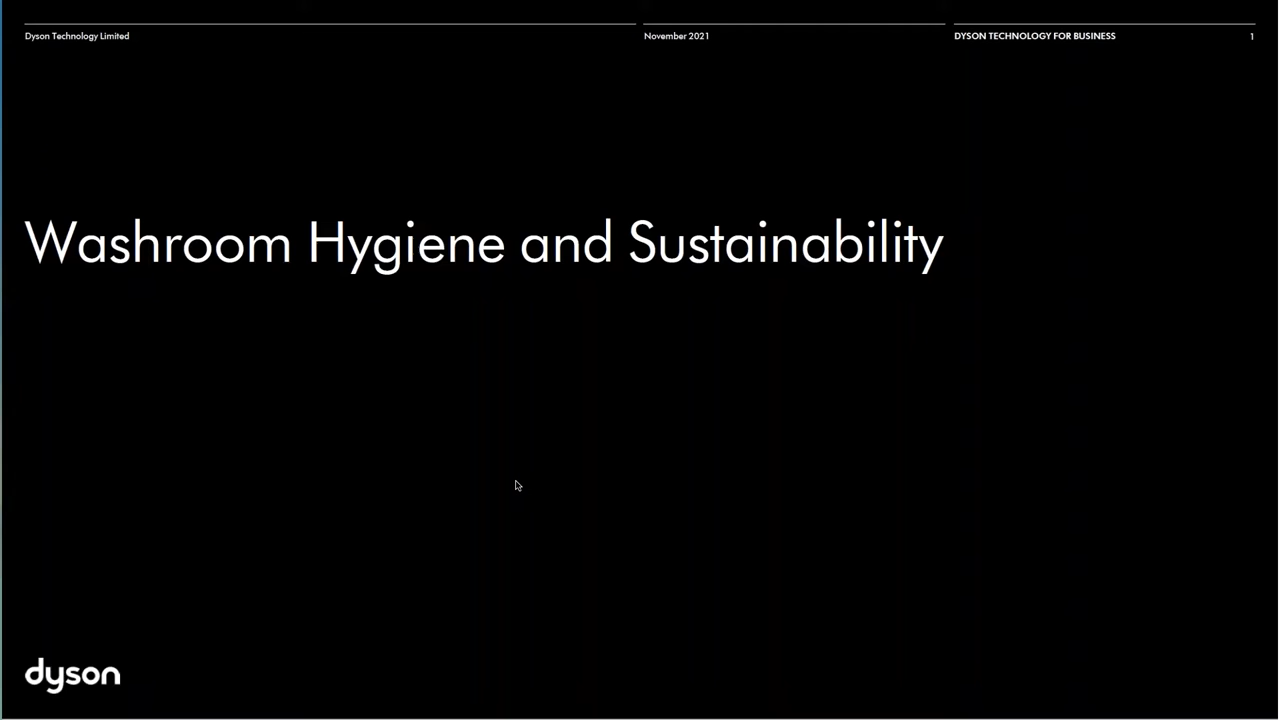 Dyson Technology Limited
November 2021
DYSON TECHNOLOGY FOR BUSINESS
1
Washroom Hygiene and Sustainability
dyson